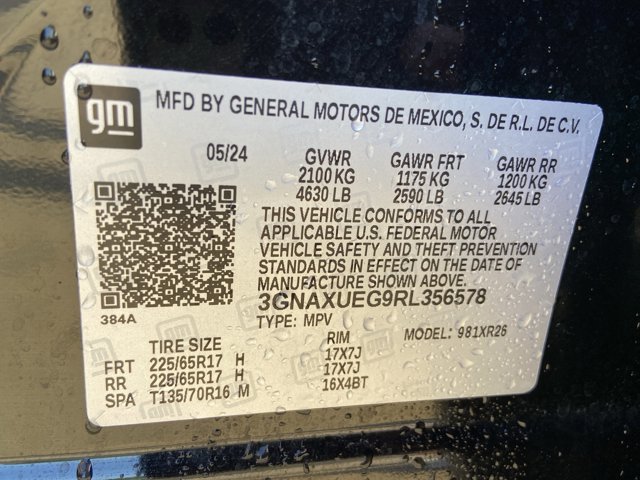 gm
MFD BY GENERAL MOTORS DE MEXICO, S. DE R.L. DE C.V.
05/24 GVWR GAWR FRT GAWR RR
2100 KG 1175 KG 1200 KG
4630 LB 2590 LB 2645 LB
THIS VEHICLE CONFORMS TO ALL
APPLICABLE U.S. FEDERAL MOTOR
VEHICLE SAFETY AND THEFT PREVENTION
STANDARDS IN EFFECT ON THE DATE OF
MANUFACTURE SHOWN ABOVE.
3GNAXUEG9RL356578
384A
TYPE: MPV MODEL: 981XR26
TIRE SIZE RIM
FRT 225/65R17 H 17X7J
RR 225/65R17 H 17X7J
SPA T135/70R16 M 16X4BT